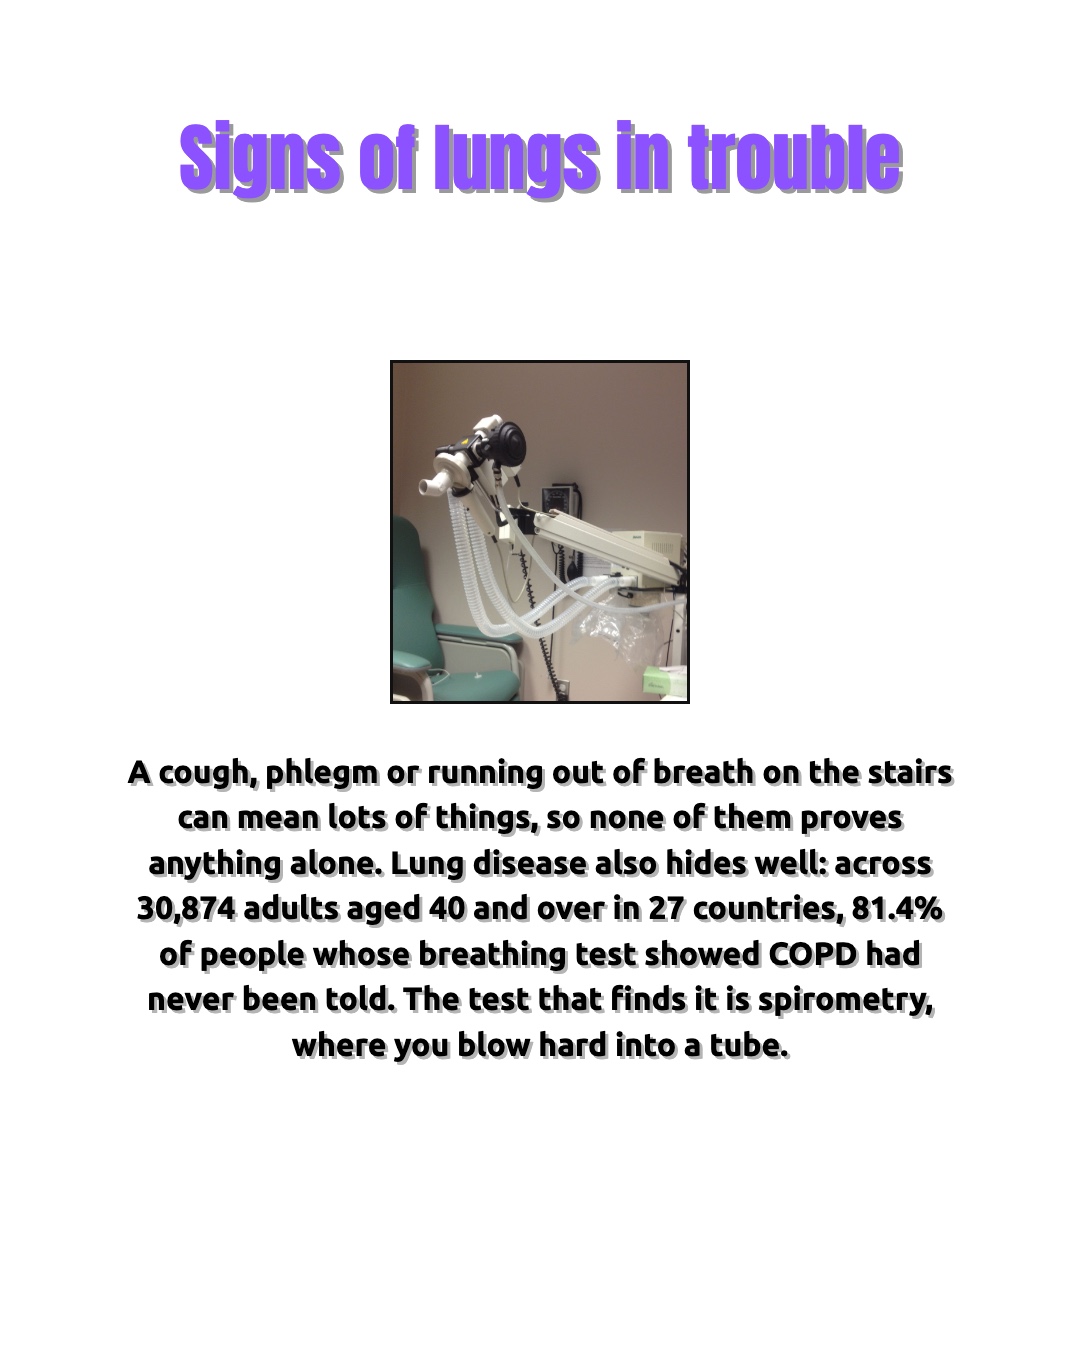 Signs of lungs in trouble
A cough, phlegm or running out of breath on the stairs
can mean lots of things, so none of them proves
anything alone. Lung disease also hides well: across
30,874 adults aged 40 and over in 27 countries, 81.4%
of people whose breathing test showed COPD had
never been told. The test that finds it is spirometry,
where you blow hard into a tube.